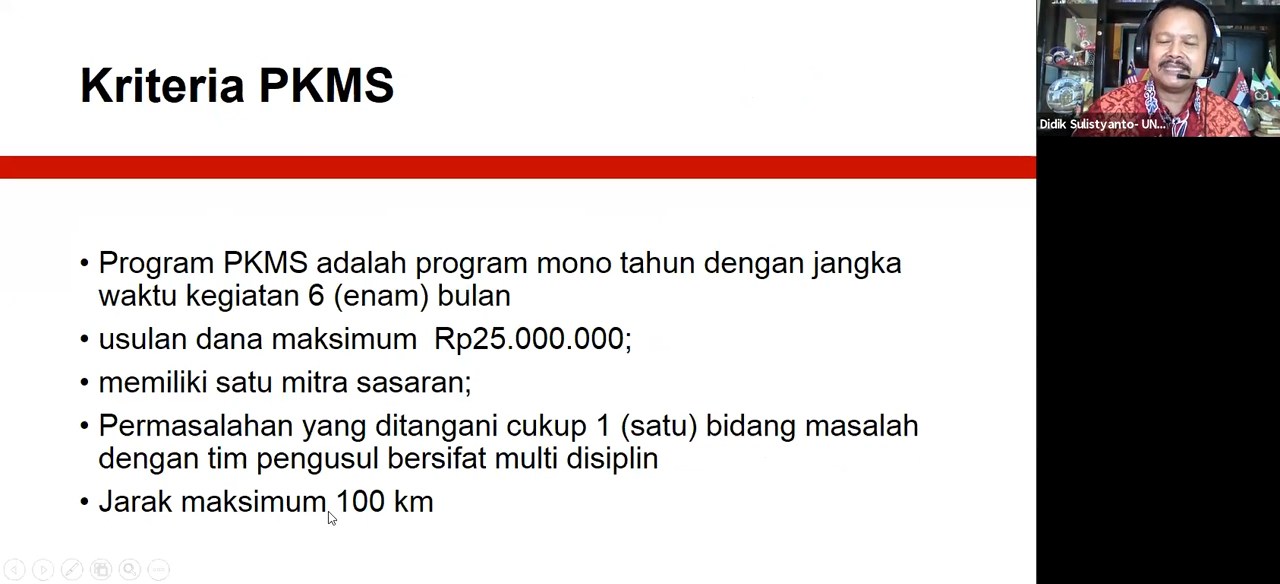 Kriteria PKMS
Didik Sulistyanto- UN...
• Program PKMS adalah program mono tahun dengan jangka
waktu kegiatan 6 (enam) bulan
• usulan dana maksimum Rp25.000.000;
• memiliki satu mitra sasaran;
• Permasalahan yang ditangani cukup 1 (satu) bidang masalah
dengan tim pengusul bersifat multi disiplin
• Jarak maksimum 100 km